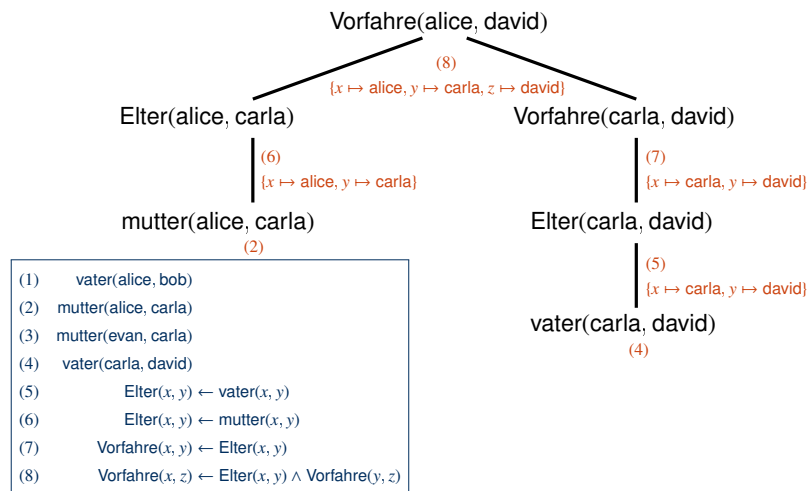 Vorfahre(alice, david)
(8)
{x ↦ alice, y ↦ carla, z ↦ david}
Elter(alice, carla)
Vorfahre(carla, david)
(6)
{x ↦ alice, y ↦ carla}
(7)
{x ↦ carla, y ↦ david}
mutter(alice, carla)
(2)
Elter(carla, david)
(5)
{x ↦ carla, y ↦ david}
vater(carla, david)
(4)
(1) vater(alice, bob)
(2) mutter(alice, carla)
(3) mutter(evan, carla)
(4) vater(carla, david)
(5) Elter(x, y) ← vater(x, y)
(6) Elter(x, y) ← mutter(x, y)
(7) Vorfahre(x, y) ← Elter(x, y)
(8) Vorfahre(x, z) ← Elter(x, y) ∧ Vorfahre(y, z)